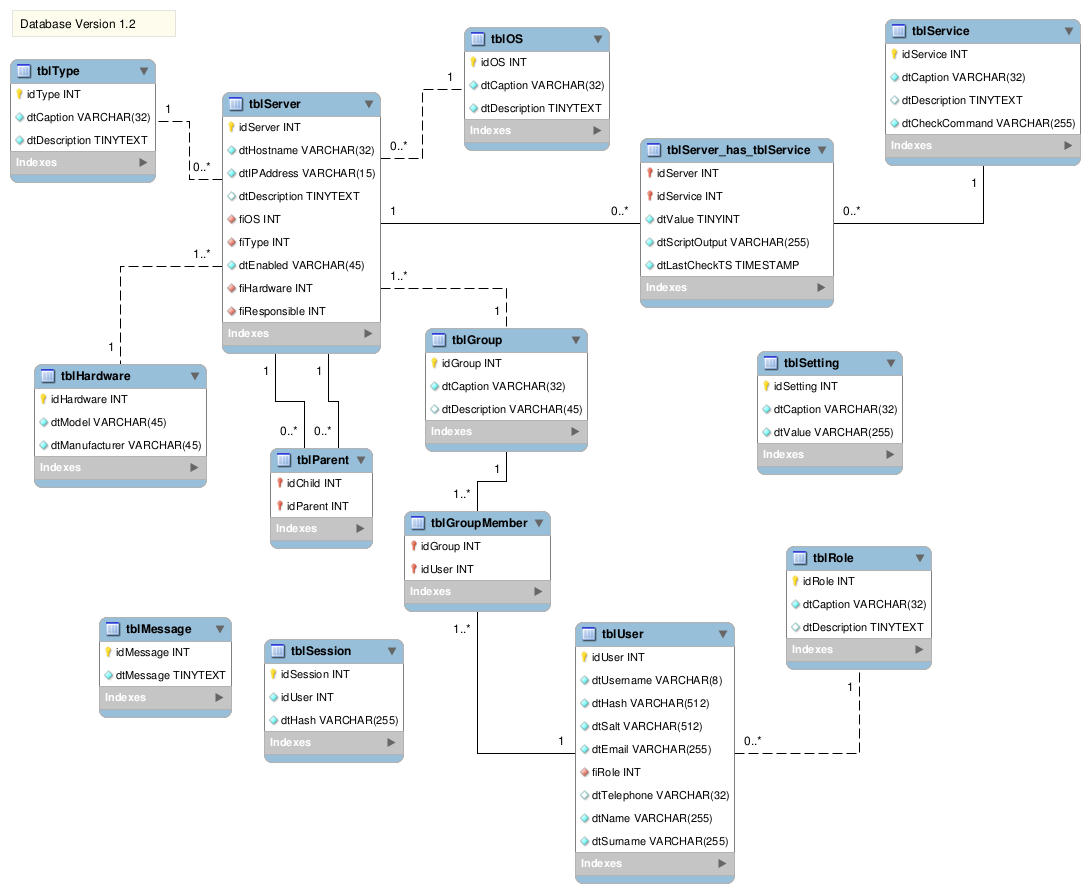 Database Version 1.2
tblType
idType INT
dtCaption VARCHAR(32)
dtDescription TINYTEXT
Indexes
1
0..*
tblServer
idServer INT
dtHostname VARCHAR(32)
dtIPAddress VARCHAR(15)
dtDescription TINYTEXT
fiOS INT
fiType INT
dtEnabled VARCHAR(45)
fiHardware INT
fiResponsible INT
Indexes
tblOS
idOS INT
dtCaption VARCHAR(32)
dtDescription TINYTEXT
Indexes
1
0..*
tblServer_has_tblService
idServer INT
idService INT
dtValue TINYINT
dtScriptOutput VARCHAR(255)
dtLastCheckTS TIMESTAMP
Indexes
1
0..*
tblService
idService INT
dtCaption VARCHAR(32)
dtDescription TINYTEXT
dtCheckCommand VARCHAR(255)
Indexes
1
0..*
1..*
1
tblHardware
idHardware INT
dtModel VARCHAR(45)
dtManufacturer VARCHAR(45)
Indexes
1
1
0..*
0..*
tblParent
idChild INT
idParent INT
Indexes
1..*
1
tblGroup
idGroup INT
dtCaption VARCHAR(32)
dtDescription VARCHAR(45)
Indexes
1
1..*
tblGroupMember
idGroup INT
idUser INT
Indexes
1..*
1
tblSetting
idSetting INT
dtCaption VARCHAR(32)
dtValue VARCHAR(255)
Indexes
tblRole
idRole INT
dtCaption VARCHAR(32)
dtDescription TINYTEXT
Indexes
1
0..*
tblMessage
idMessage INT
dtMessage TINYTEXT
Indexes
tblSession
idSession INT
idUser INT
dtHash VARCHAR(255)
Indexes
tblUser
idUser INT
dtUsername VARCHAR(8)
dtHash VARCHAR(512)
dtSalt VARCHAR(512)
dtEmail VARCHAR(255)
fiRole INT
dtTelephone VARCHAR(32)
dtName VARCHAR(255)
dtSurname VARCHAR(255)
Indexes